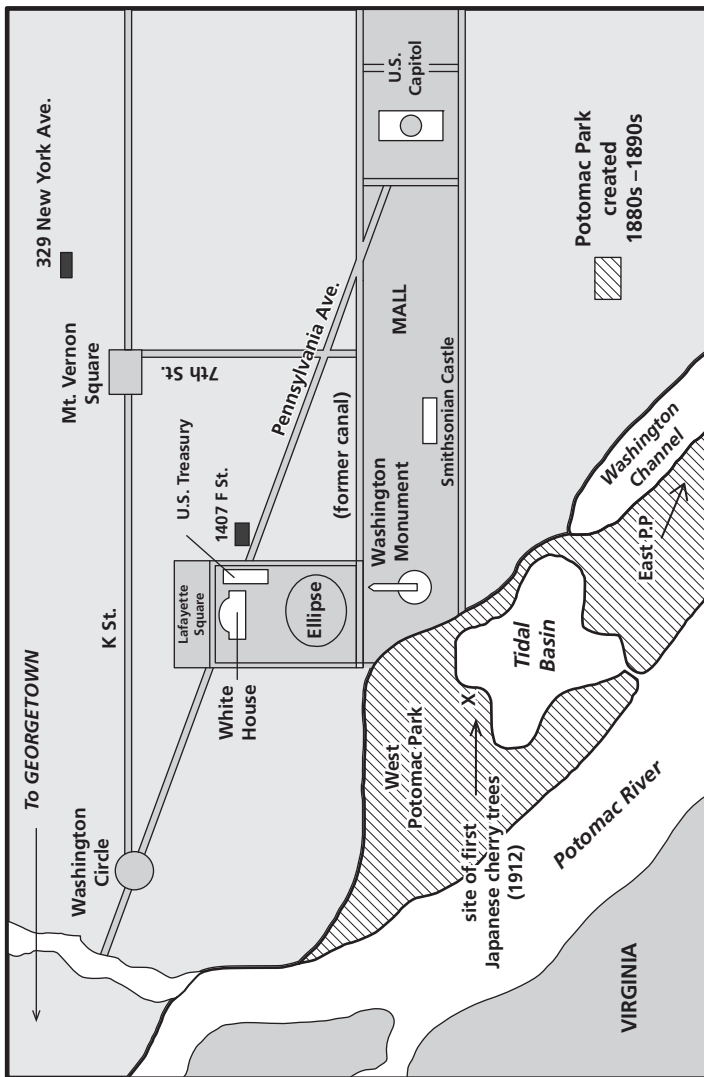 To GEORGETOWN
329 New York Ave.
Mt. Vernon
Square
K St.
Washington
Circle
7th St.
Lafayette
Square
U.S. Treasury
1407 F St.
White
House
Ellipse
Pennsylvania Ave.
(former canal)
U.S.
Capitol
Washington
Monument
MALL
Smithsonian Castle
West
Potomac Park
X
site of first
Japanese cherry trees
(1912)
Tidal
Basin
Washington
Channel
East P.P.
Potomac River
VIRGINIA
Potomac Park
created
1880s –1890s